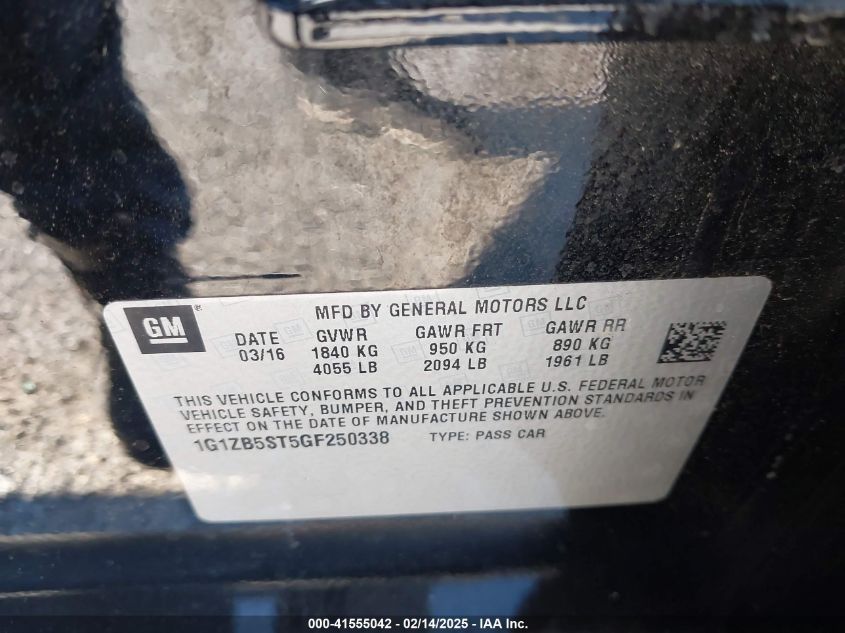 GM
MFD BY GENERAL MOTORS LLC
DATE GVWR GAWR FRT GAWR RR
03/16 1840 KG 950 KG 890 KG
4055 LB 2094 LB 1961 LB
THIS VEHICLE CONFORMS TO ALL APPLICABLE U.S. FEDERAL MOTOR
VEHICLE SAFETY, BUMPER, AND THEFT PREVENTION STANDARDS IN
EFFECT ON THE DATE OF MANUFACTURE SHOWN ABOVE.
1G1ZB5ST5GF250338 TYPE: PASS CAR
000-41555042 - 02/14/2025 - IAA Inc.